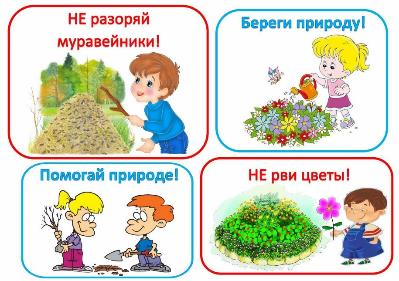 НЕ разоряй
муравейники!
Береги природу!
Помогай природе!
НЕ рви цветы!